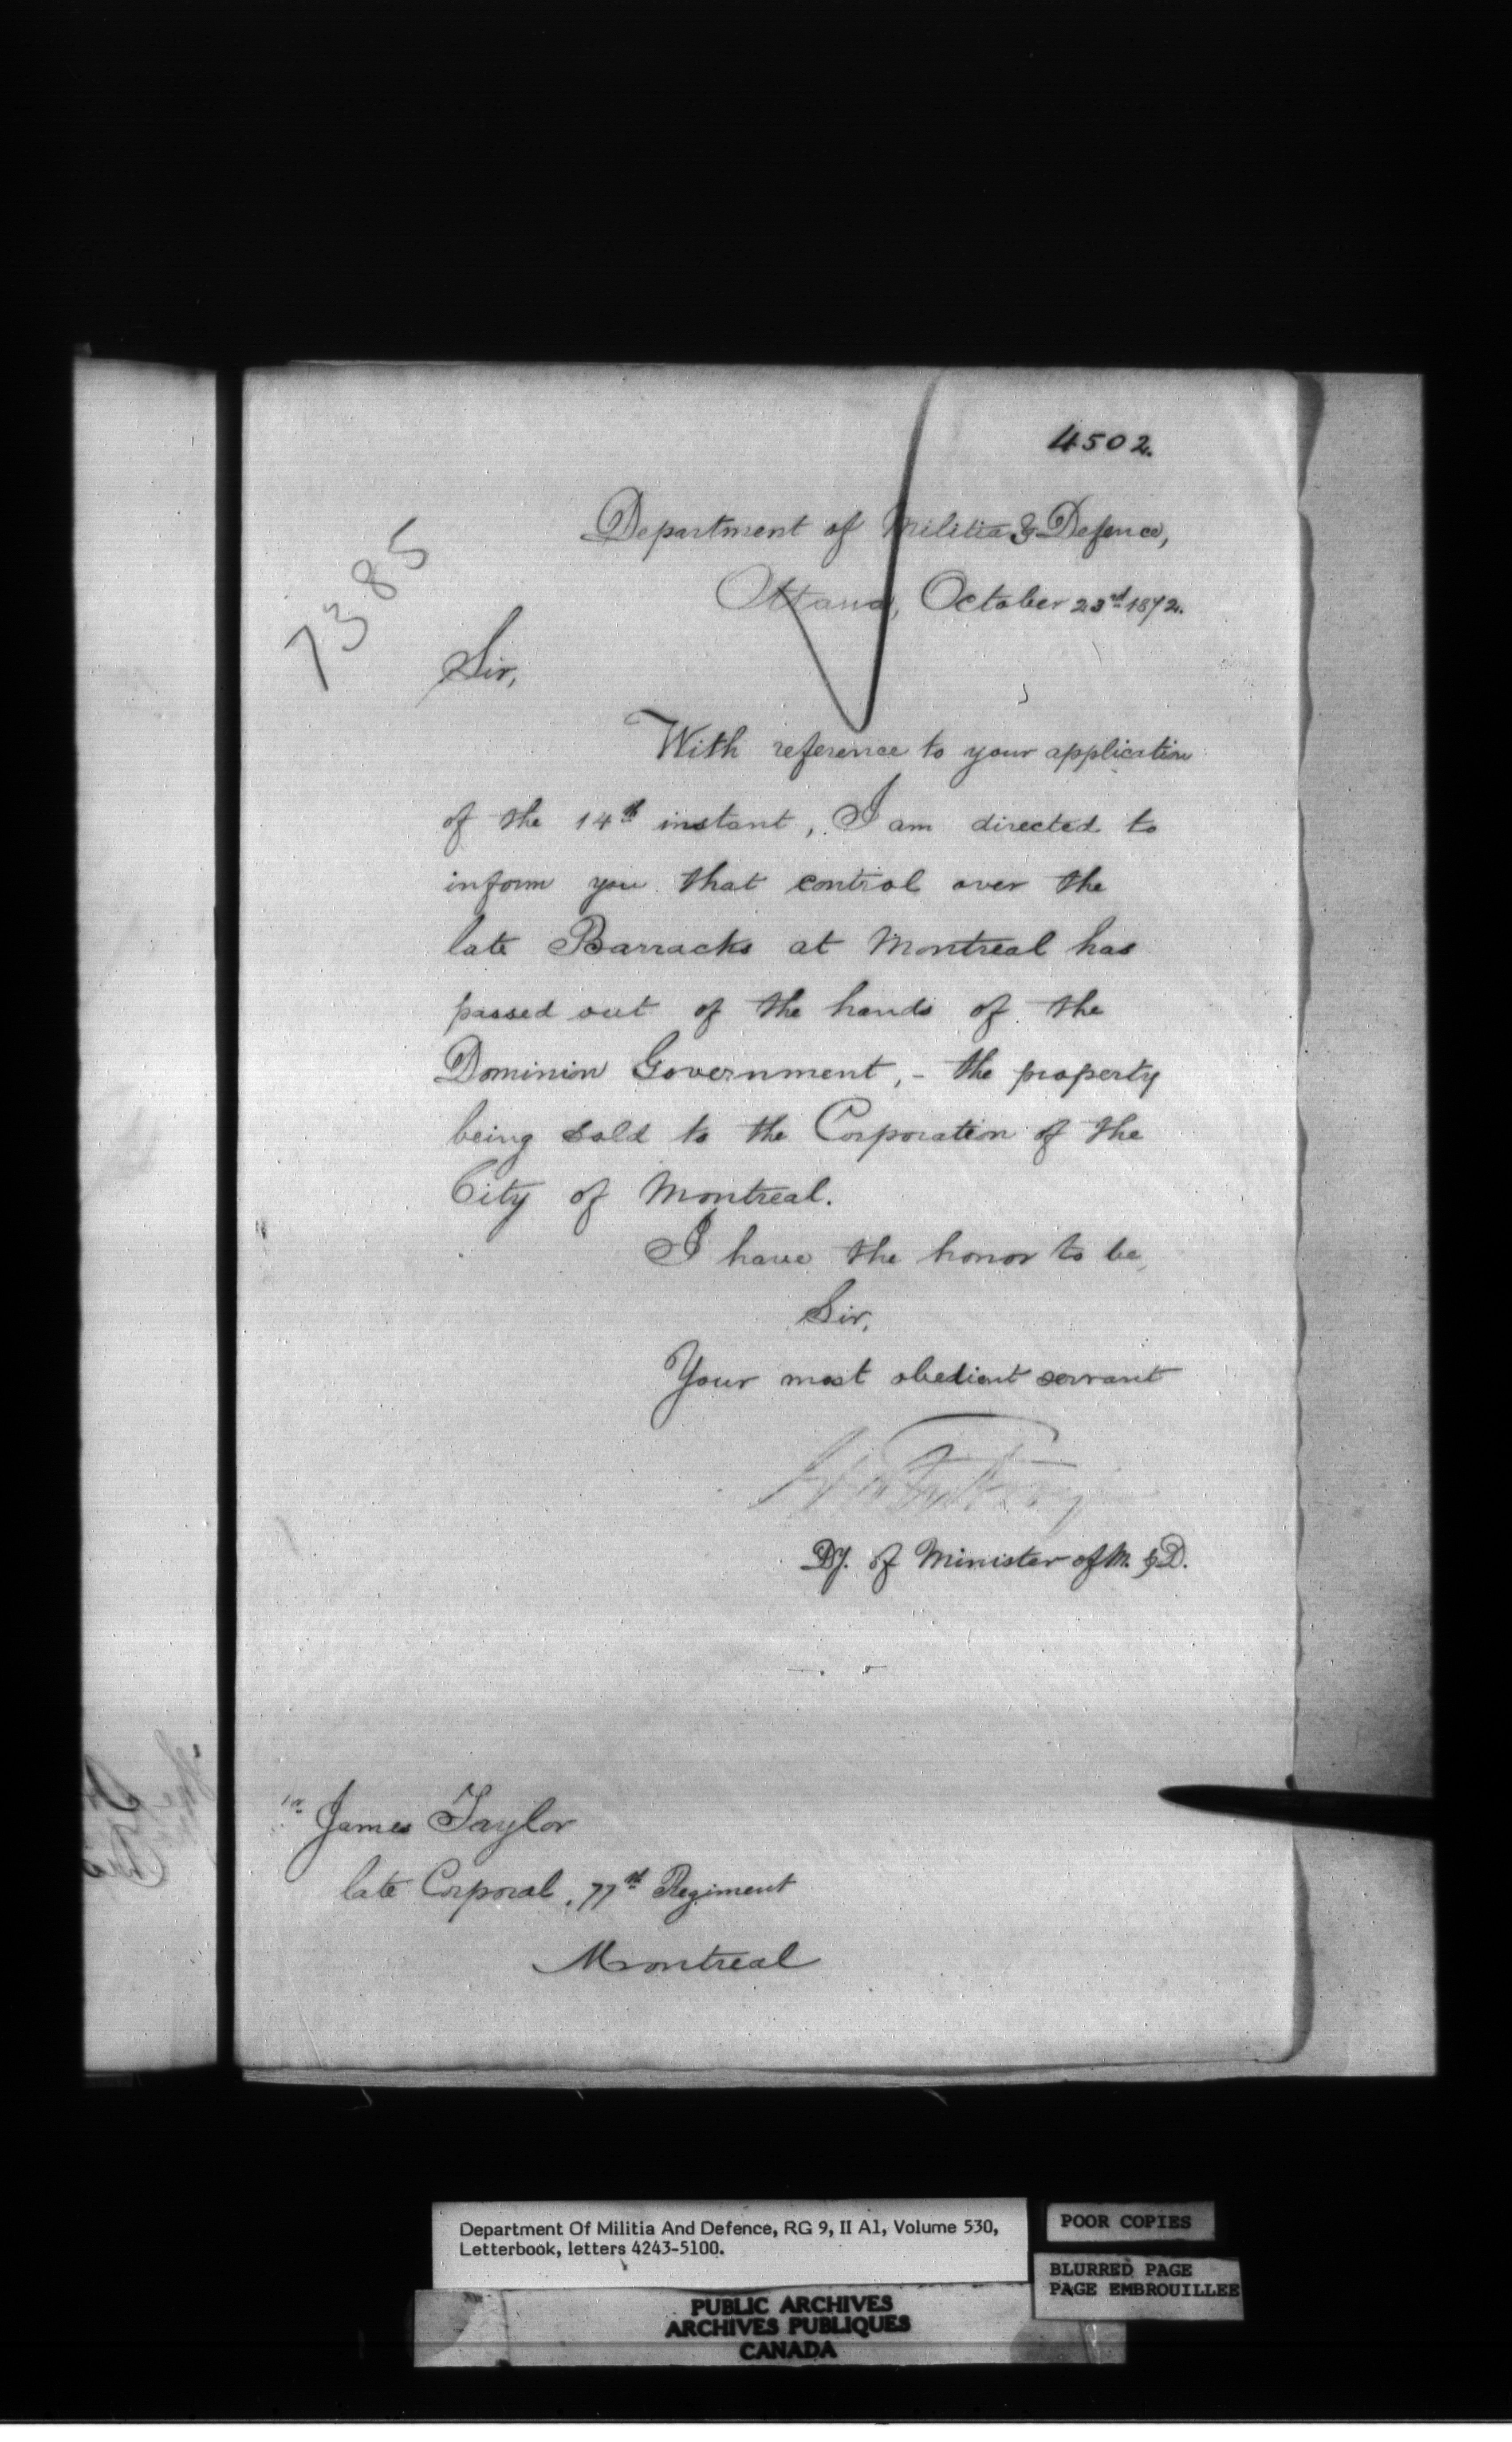 4502.
7385
Department of Militia & Defence,
Ottawa, October 23rd 1872.
Sir,
With reference to your application
of the 14th instant, I am directed to
inform you that control over the
late Barracks at Montreal has
passed out of the hands of the
Dominion Government, - the property
being sold to the Corporation of the
City of Montreal.
I have the honor to be,
Sir,
Your most obedient servant
Dy. of Minister of M. & D.
James Taylor
late Corporal, 77th Regiment
Montreal
Department Of Militia And Defence, RG 9, II A1, Volume 530,
Letterbook, letters 4243-5100.
POOR COPIES
BLURRED PAGE
PAGE EMBROUILLEE
PUBLIC ARCHIVES
ARCHIVES PUBLIQUES
CANADA